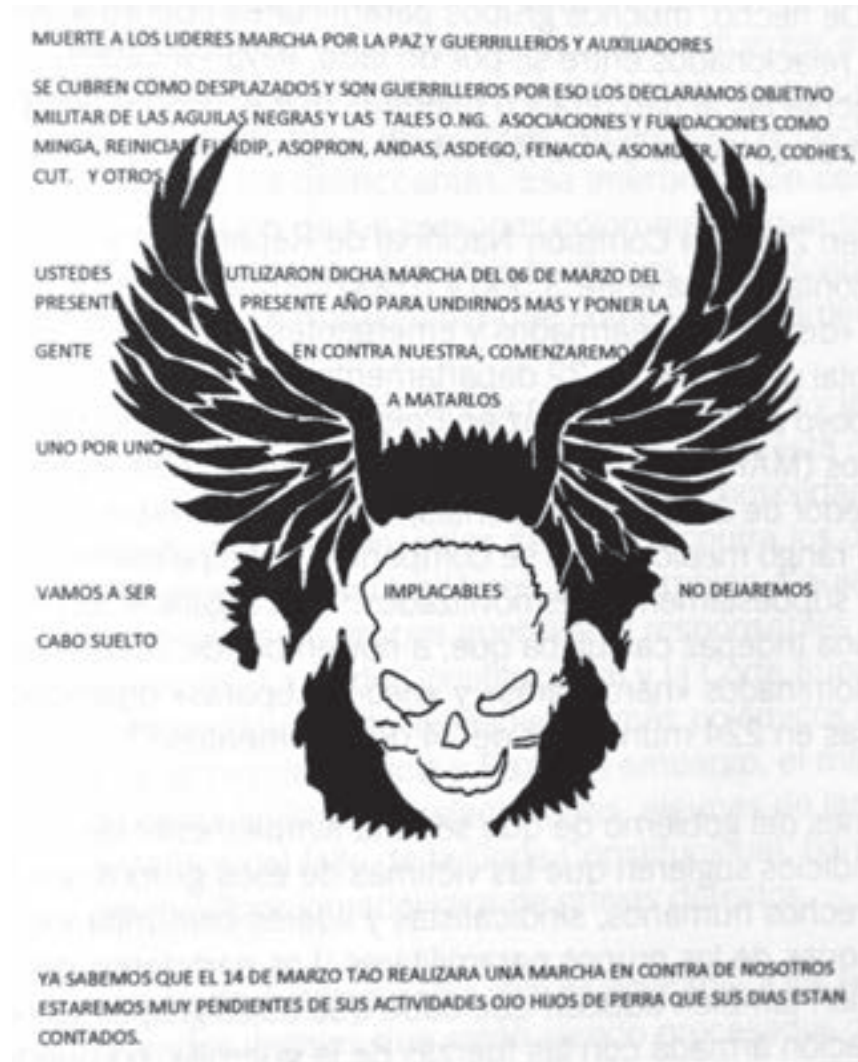 MUERTE A LOS LIDERES MARCHA POR LA PAZ Y GUERRILLEROS Y AUXILIADORES
SE CUBREN COMO DESPLAZADOS Y SON GUERRILLEROS POR ESO LOS DECLARAMOS OBJETIVO
MILITAR DE LAS AGUILAS NEGRAS Y LAS TALES O.NG. ASOCIACIONES Y FUNDACIONES COMO
MINGA, REINICIAR, ASOPRON, ANDAS, ASDEGO, FENACOA, TAO, CODHES,
CUT. Y OTROS
USTEDES UTLIZARON DICHA MARCHA DEL 06 DE MARZO DEL
PRESENTE PRESENTE AÑO PARA UNDIRNOS MAS Y PONER LA
GENTE EN CONTRA NUESTRA, COMENZAREMO
A MATARLOS
UNO POR UNO
VAMOS A SER IMPLACABLES NO DEJAREMOS
CABO SUELTO
YA SABEMOS QUE EL 14 DE MARZO TAO REALIZARA UNA MARCHA EN CONTRA DE NOSOTROS
ESTAREMOS MUY PENDIENTES DE SUS ACTIVIDADES OJO HIJOS DE PERRA QUE SUS DIAS ESTAN
CONTADOS.